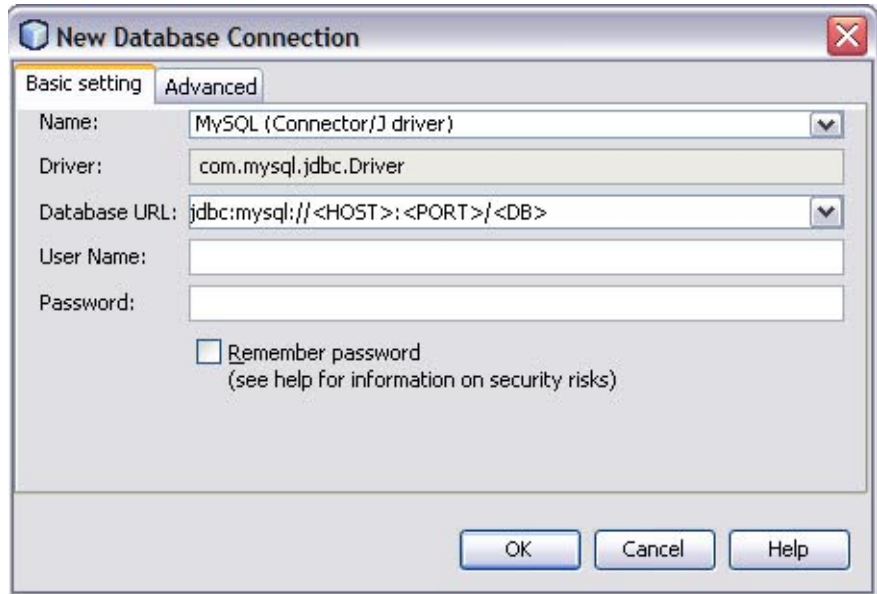 New Database Connection
Basic setting
Advanced
Name:
MySQL (Connector/J driver)
Driver:
com.mysql.jdbc.Driver
Database URL:
jdbc:mysql://<HOST>:<PORT>/<DB>
User Name:
Password:
Remember password
(see help for information on security risks)
OK
Cancel
Help